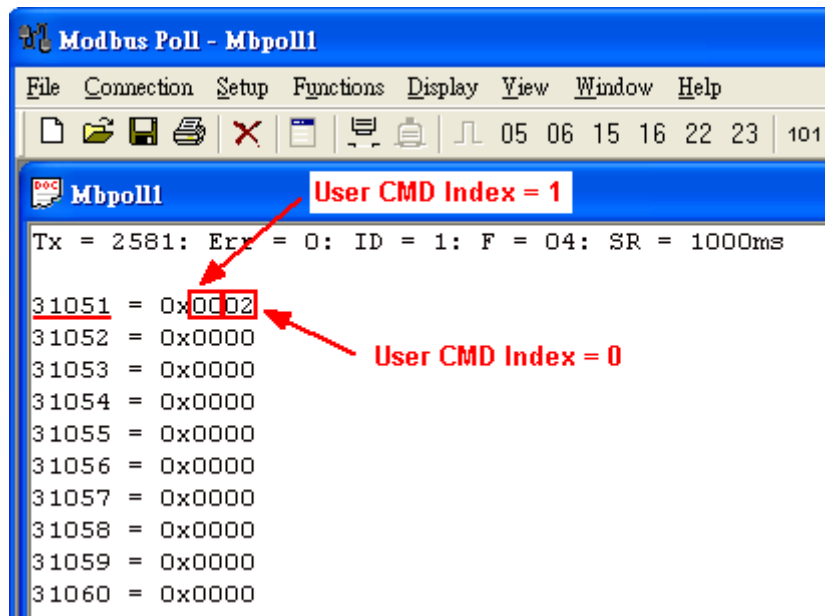 Modbus Poll - Mbpoll1
File Connection Setup Functions Display View Window Help
05 06 15 16 22 23 101
DOC
Mbpoll1
User CMD Index = 1
Tx = 2581: Err = 0: ID = 1: F = 04: SR = 1000ms
31051 = 0x0002
31052 = 0x0000
User CMD Index = 0
31053 = 0x0000
31054 = 0x0000
31055 = 0x0000
31056 = 0x0000
31057 = 0x0000
31058 = 0x0000
31059 = 0x0000
31060 = 0x0000